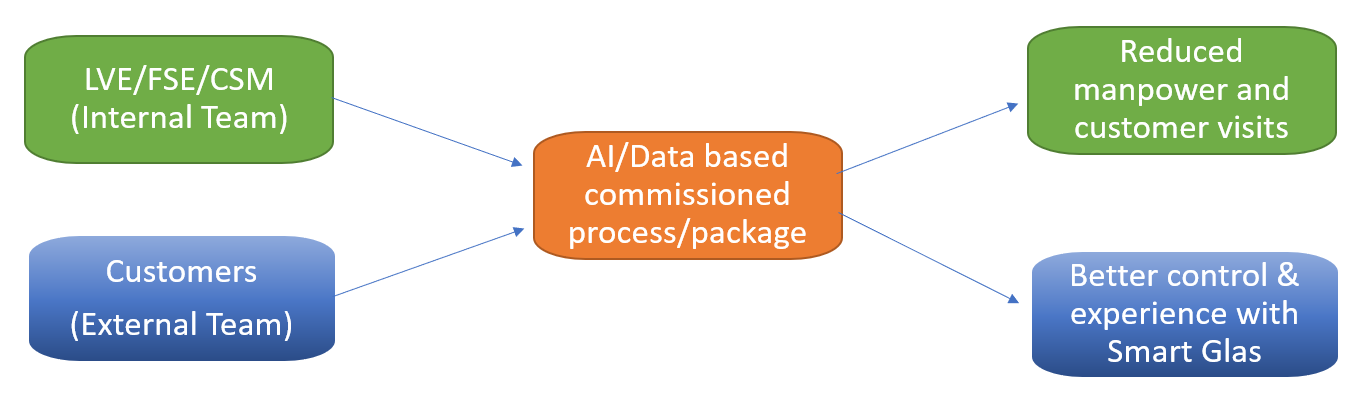 LVE/FSE/CSM
(Internal Team)
Customers
(External Team)
AI/Data based
commissioned
process/package
Reduced
manpower and
customer visits
Better control &
experience with
Smart Glas